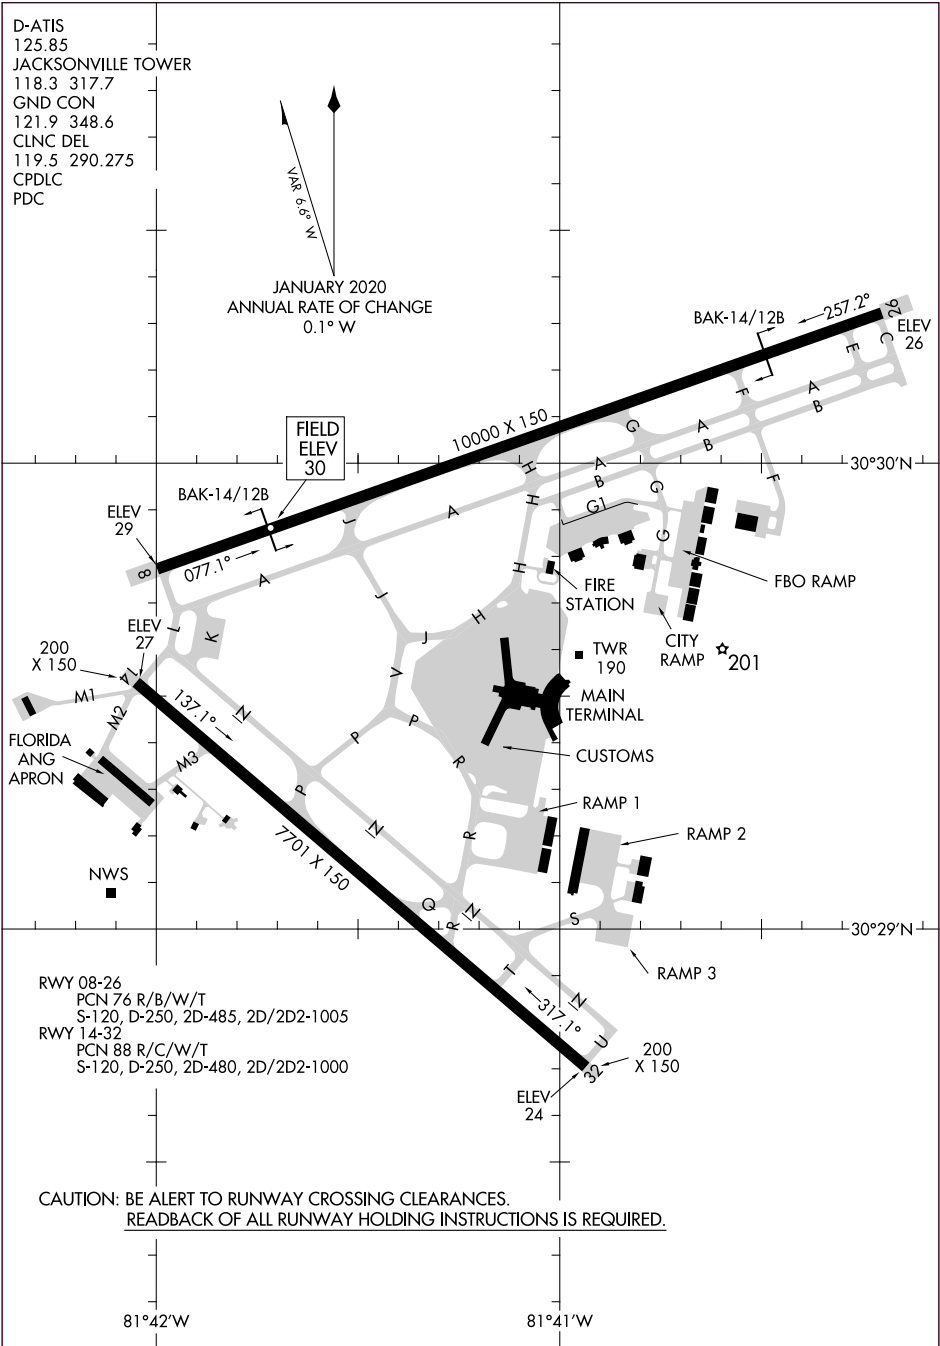 D-ATIS
125.85
JACKSONVILLE TOWER
118.3 317.7
GND CON
121.9 348.6
CLNC DEL
119.5 290.275
CPDLC
PDC
VAR 6.6° W
JANUARY 2020
ANNUAL RATE OF CHANGE
0.1° W
BAK-14/12B
257.2°
26
ELEV
26
C
E
F
A
B
A
B
G
10000 X 150
FIELD
ELEV
30
30°30'N
H
A
B
G
F
BAK-14/12B
J
A
H
G1
G
ELEV
29
8
077.1°
A
H
FIRE
STATION
FBO RAMP
J
H
J
L
K
ELEV
27
CITY
RAMP
201
TWR
190
200
X 150
14
M1
M2
137.1°
N
V
P
P
R
MAIN
TERMINAL
CUSTOMS
FLORIDA
ANG
APRON
M3
P
N
R
RAMP 1
RAMP 2
7701 X 150
NWS
Q
N
R
S
30°29'N
T
RAMP 3
317.1°
N
U
32
200
X 150
ELEV
24
RWY 08-26
PCN 76 R/B/W/T
S-120, D-250, 2D-485, 2D/2D2-1005
RWY 14-32
PCN 88 R/C/W/T
S-120, D-250, 2D-480, 2D/2D2-1000
CAUTION: BE ALERT TO RUNWAY CROSSING CLEARANCES.
READBACK OF ALL RUNWAY HOLDING INSTRUCTIONS IS REQUIRED.
81°42'W
81°41'W